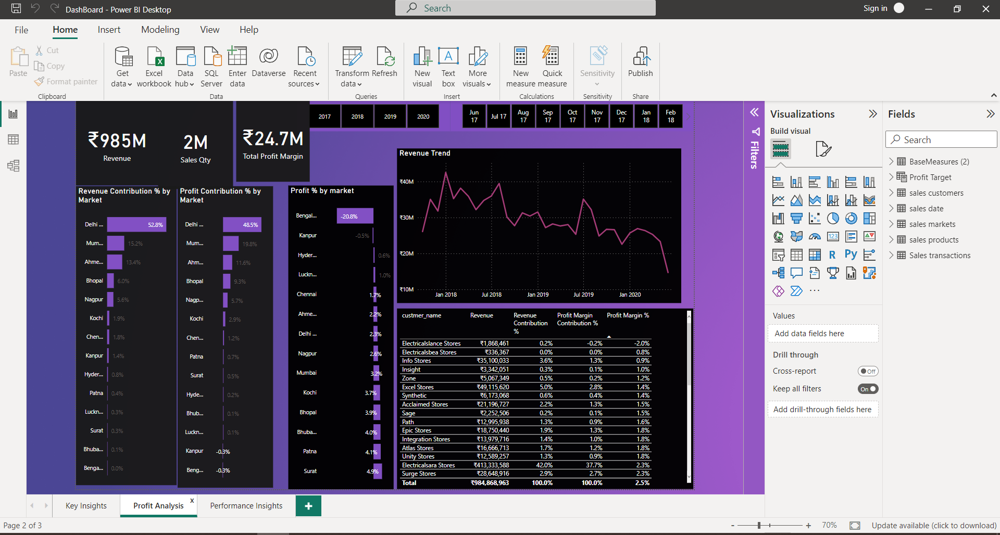 DashBoard - Power BI Desktop
Search
Sign in
File
Home
Insert
Modeling
View
Help
Paste
Cut
Copy
Format painter
Clipboard
Get data
Excel workbook
Data hub
SQL Server
Enter data
Dataverse
Recent sources
Data
Transform data
Refresh
Queries
New visual
Text box
More visuals
Insert
New measure
Quick measure
Calculations
Sensitivity
Sensitivity
Publish
Share
₹985M
Revenue
2M
Sales Qty
₹24.7M
Total Profit Margin
2017
2018
2019
2020
Jun 17
Jul 17
Aug 17
Sep 17
Oct 17
Nov 17
Dec 17
Jan 18
Feb 18
Revenue Contribution % by Market
Delhi ... 52.8%
Mum... 15.2%
Ahme... 13.4%
Bhopal 6.0%
Nagpur 5.6%
Kochi 1.9%
Chen... 1.8%
Kanpur 1.4%
Hyder... 0.8%
Patna 0.4%
Luckn... 0.3%
Surat 0.3%
Bhuba... 0.1%
Benga... 0.0%
Profit Contribution % by Market
Delhi ... 48.5%
Mum... 19.8%
Ahm... 11.6%
Bhopal 9.3%
Nagp... 5.7%
Kochi 2.9%
Chen... 1.2%
Patna 0.7%
Surat 0.5%
Hyde... 0.2%
Bhub... 0.1%
Luckn... 0.1%
Kanpur -0.3%
Beng... -0.3%
Profit % by market
Bengal... -20.8%
Kanpur -0.5%
Hyder... 0.6%
Luckn... 1.0%
Chennai 1.7%
Ahme... 2.2%
Delhi ... 2.3%
Nagpur 2.6%
Mumbai 3.2%
Kochi 3.7%
Bhopal 3.9%
Bhuba... 4.0%
Patna 4.1%
Surat 4.9%
Revenue Trend
₹40M
₹30M
₹20M
₹10M
Jan 2018 Jul 2018 Jan 2019 Jul 2019 Jan 2020
custmer_name Revenue Revenue Contribution % Profit Margin Contribution % Profit Margin %
Electricalslance Stores ₹1,868,461 0.2% -0.2% -2.0%
Electricalsbea Stores ₹336,367 0.0% 0.0% 0.8%
Info Stores ₹35,100,033 3.6% 1.3% 0.9%
Insight ₹3,342,051 0.3% 0.1% 1.0%
Zone ₹5,067,349 0.5% 0.2% 1.2%
Excel Stores ₹49,115,620 5.0% 2.8% 1.4%
Synthetic ₹6,173,068 0.6% 0.4% 1.4%
Acclaimed Stores ₹21,196,727 2.2% 1.3% 1.5%
Sage ₹2,252,506 0.2% 0.1% 1.5%
Path ₹12,995,938 1.3% 0.9% 1.6%
Epic Stores ₹18,750,440 1.9% 1.3% 1.8%
Integration Stores ₹13,979,716 1.4% 1.0% 1.8%
Atlas Stores ₹16,666,713 1.7% 1.2% 1.8%
Unity Stores ₹12,589,257 1.3% 0.9% 1.8%
Electricalsara Stores ₹413,333,588 42.0% 37.7% 2.3%
Surge Stores ₹28,648,916 2.9% 2.7% 2.3%
Total ₹984,868,963 100.0% 100.0% 2.5%
Filters
Visualizations
Build visual
123
R
Py
...
Values
Add data fields here
Drill through
Cross-report
Off
Keep all filters
On
Add drill-through fields here
Fields
Search
BaseMeasures (2)
Profit Target
sales customers
sales date
sales markets
sales products
Sales transactions
Key Insights
Profit Analysis
x
Performance Insights
+
Page 2 of 3
- + 70%
Update available (click to download)